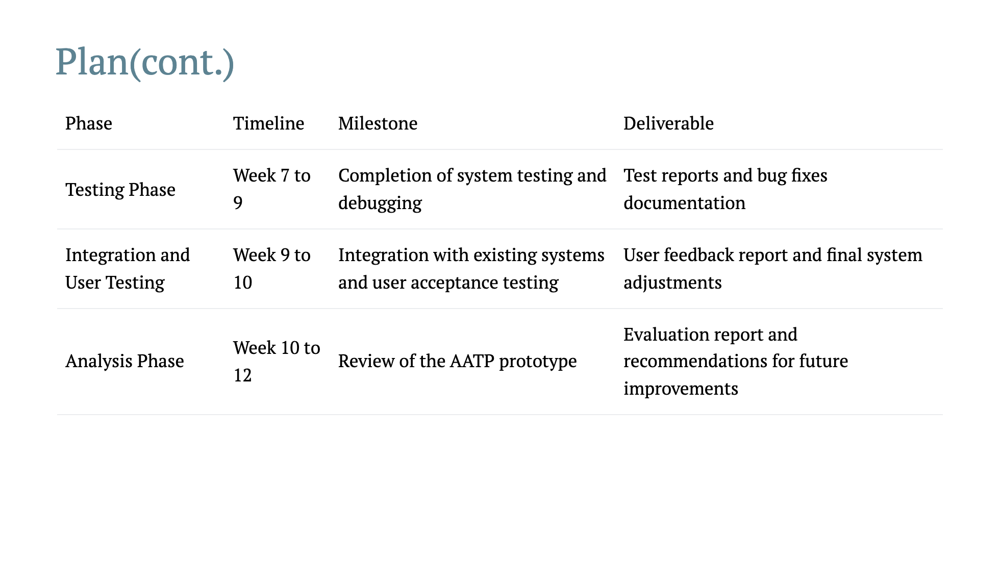 Plan(cont.)
Phase Timeline Milestone Deliverable
Testing Phase
Week 7 to
9
Completion of system testing and
debugging
Test reports and bug fixes
documentation
Integration and
User Testing
Week 9 to
10
Integration with existing systems
and user acceptance testing
User feedback report and final system
adjustments
Analysis Phase
Week 10 to
12
Review of the AATP prototype
Evaluation report and
recommendations for future
improvements